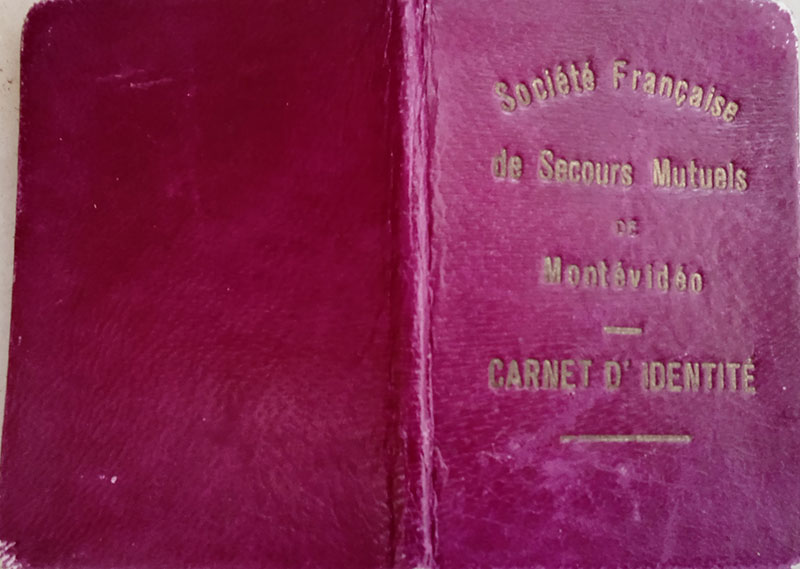 Société Française
de Secours Mutuels
DE
Montévidéo
CARNET D' IDENTITÉ